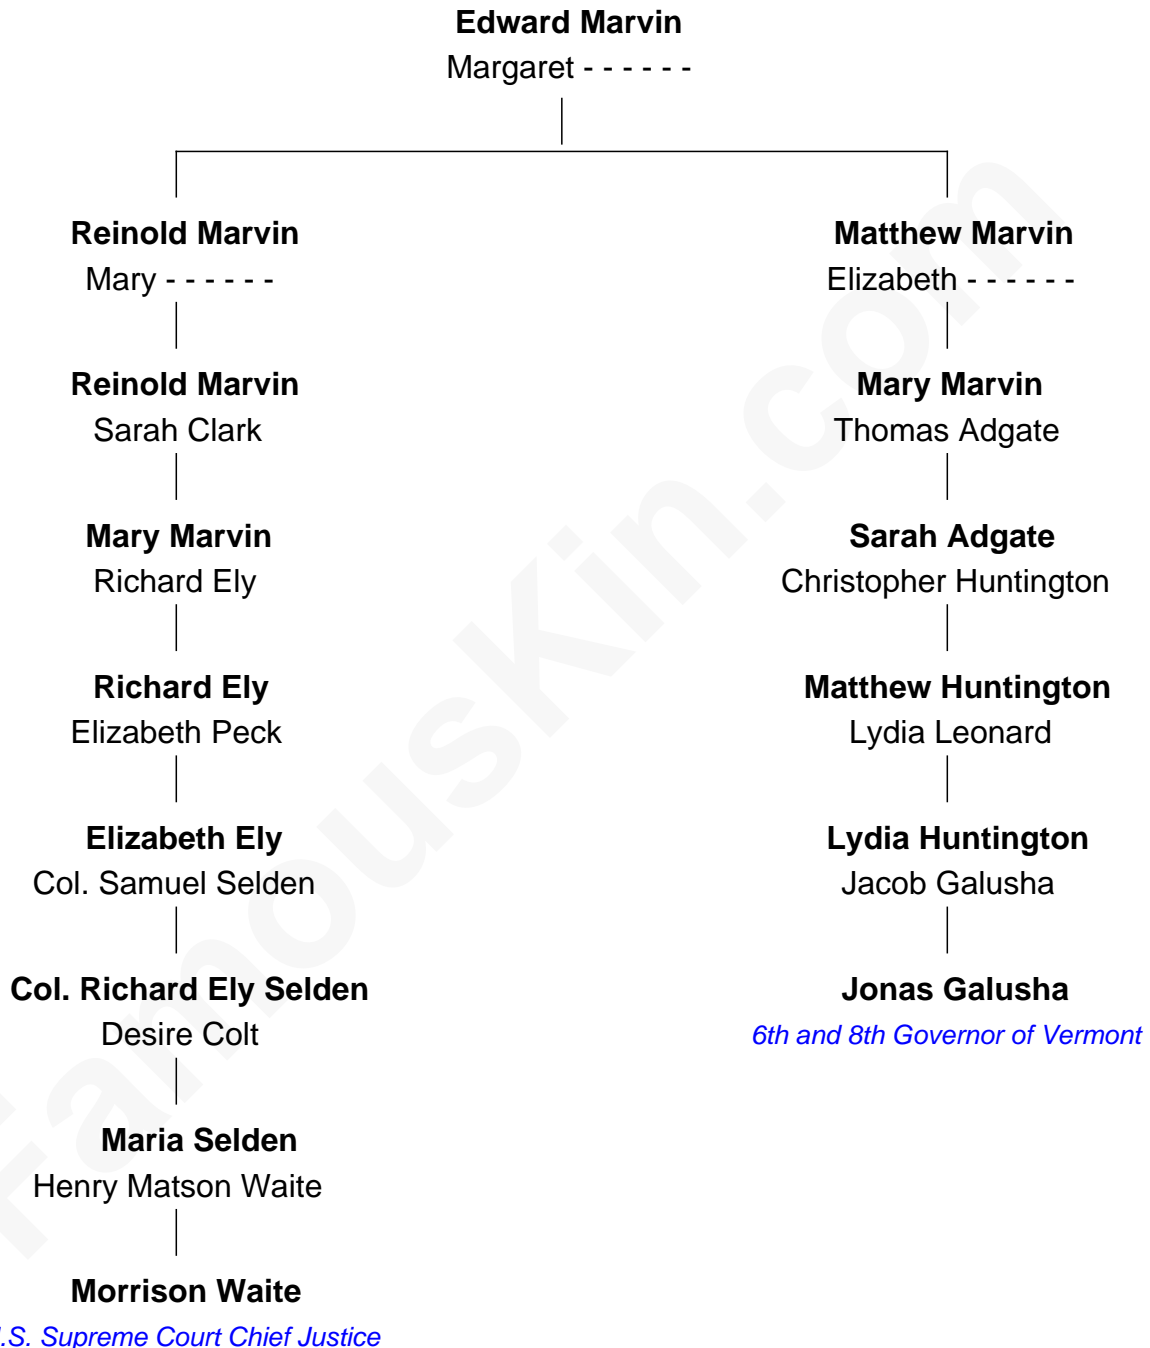 Edward Marvin
Margaret - - - - - -
Reinold Marvin
Mary - - - - - -
Matthew Marvin
Elizabeth - - - - - -
Reinold Marvin
Sarah Clark
Mary Marvin
Thomas Adgate
Mary Marvin
Richard Ely
Sarah Adgate
Christopher Huntington
Richard Ely
Elizabeth Peck
Matthew Huntington
Lydia Leonard
Elizabeth Ely
Col. Samuel Selden
Lydia Huntington
Jacob Galusha
Col. Richard Ely Selden
Desire Colt
Jonas Galusha
6th and 8th Governor of Vermont
Maria Selden
Henry Matson Waite
Morrison Waite
.S. Supreme Court Chief Justice
FamousKin.com